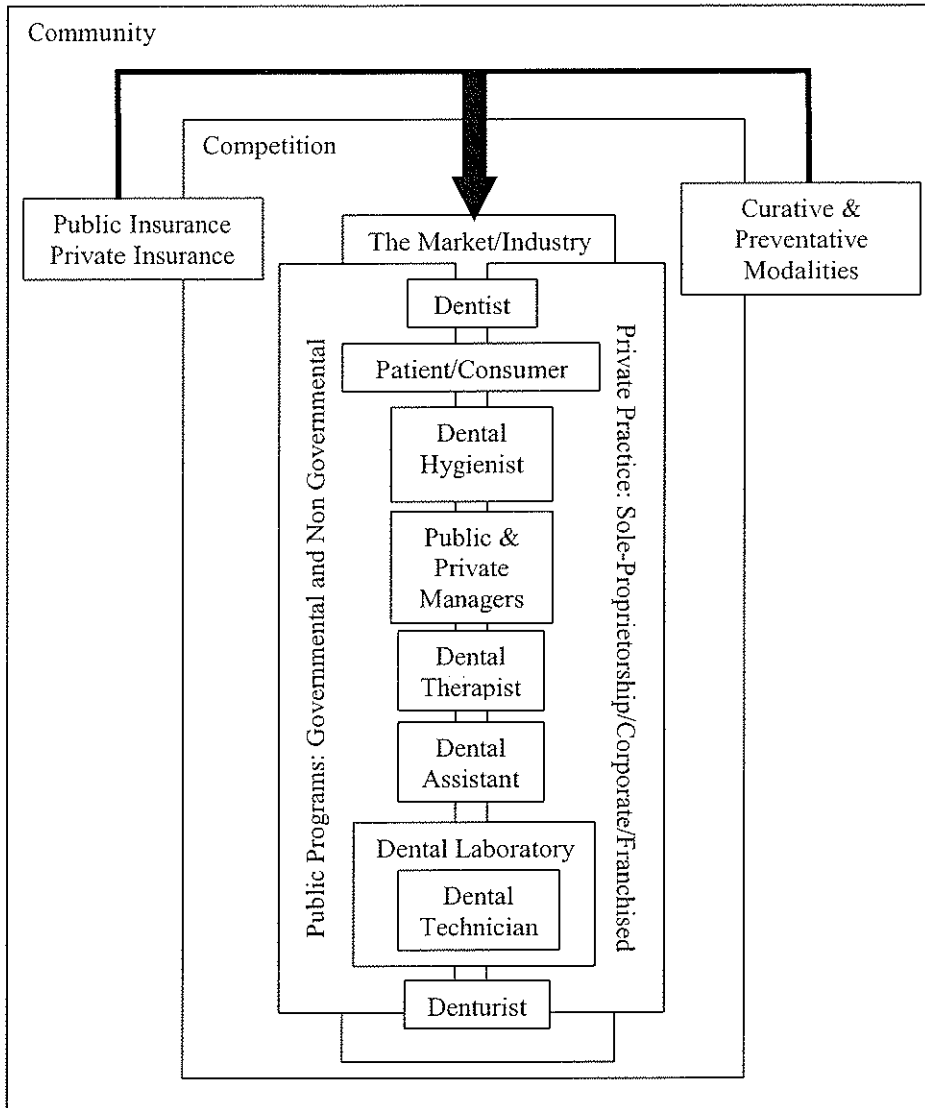 Community
Competition
Public Insurance
Private Insurance
Curative &
Preventative
Modalities
The Market/Industry
Public Programs: Governmental and Non Governmental
Dentist
Patient/Consumer
Dental
Hygienist
Public &
Private
Managers
Dental
Therapist
Dental
Assistant
Dental Laboratory
Dental
Technician
Denturist
Private Practice: Sole-Proprietorship/Corporate/Franchised